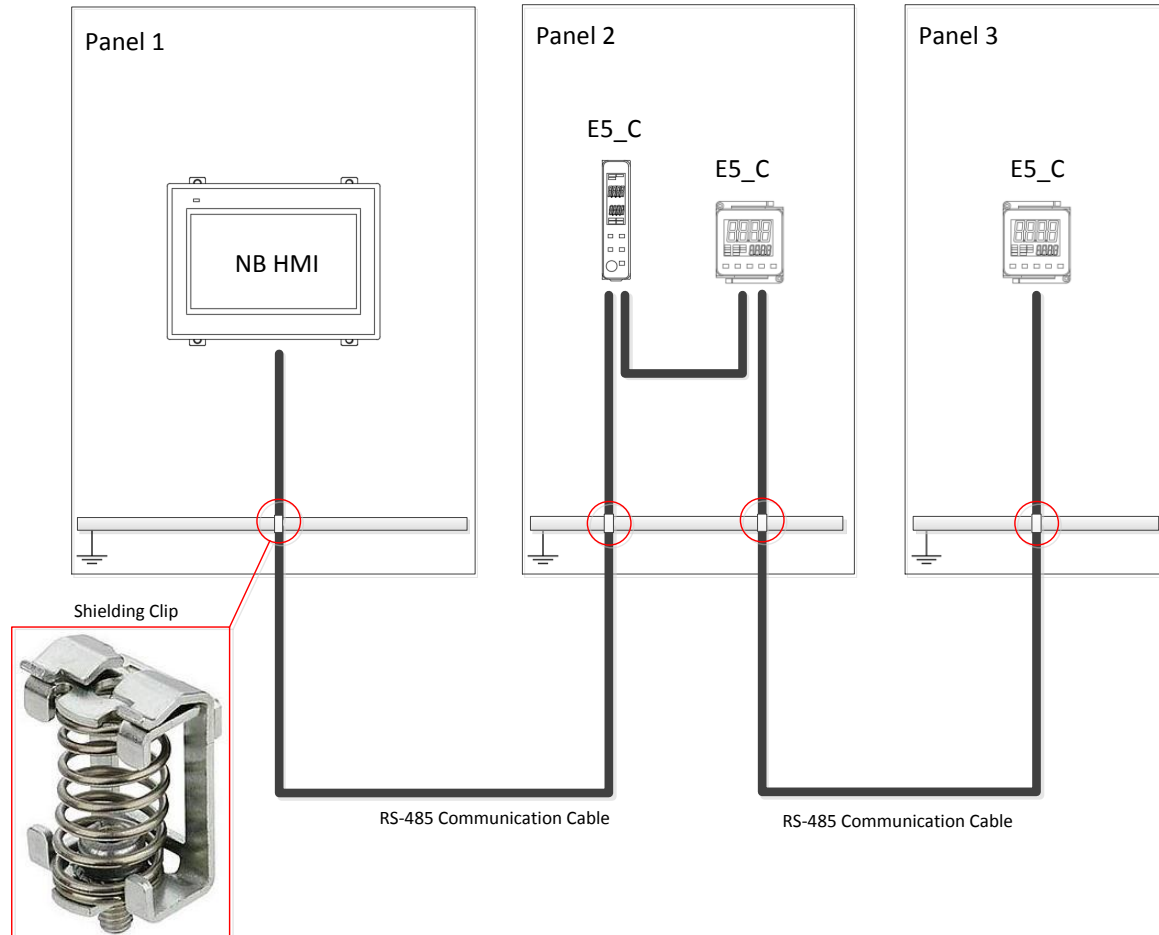 Panel 1
Panel 2
Panel 3
E5_C
E5_C
E5_C
NB HMI
Shielding Clip
RS-485 Communication Cable
RS-485 Communication Cable